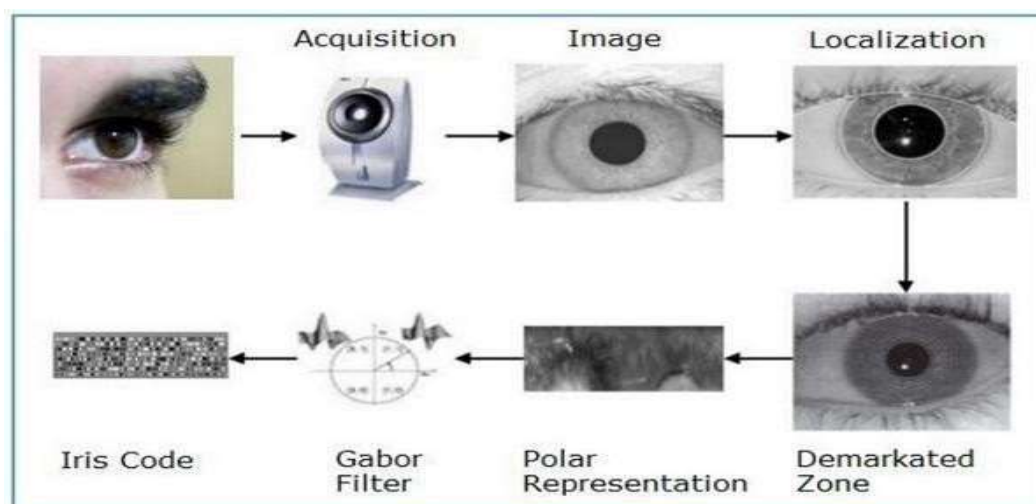 Acquisition
Image
Localization
Iris Code
Gabor
Filter
Polar
Representation
Demarkated
Zone